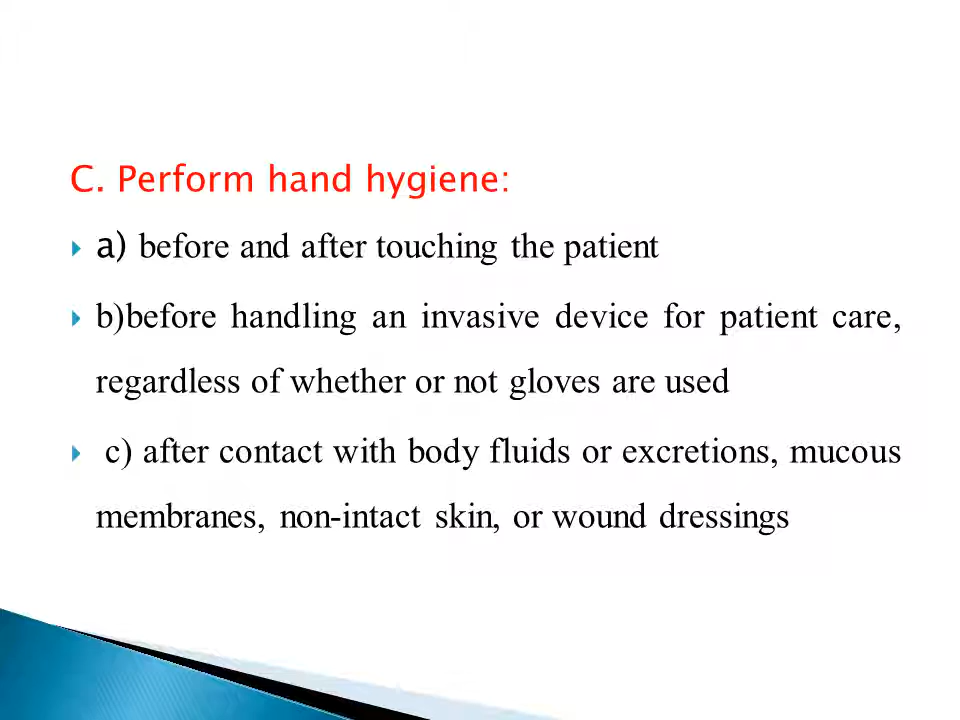 C. Perform hand hygiene:
a) before and after touching the patient
b)before handling an invasive device for patient care,
regardless of whether or not gloves are used
c) after contact with body fluids or excretions, mucous
membranes, non-intact skin, or wound dressings